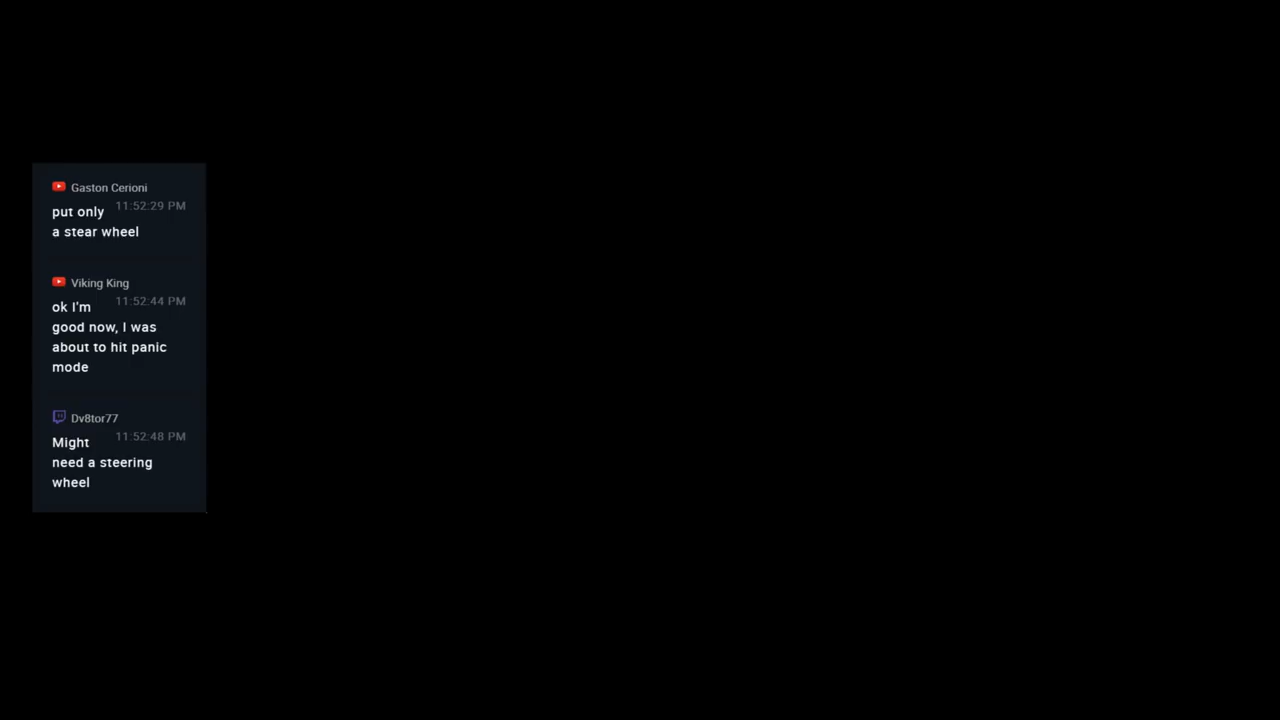 Gaston Cerioni
11:52:29 PM
put only
a stear wheel
Viking King
11:52:44 PM
ok I'm
good now, I was
about to hit panic
mode
Dv8tor77
11:52:48 PM
Might
need a steering
wheel